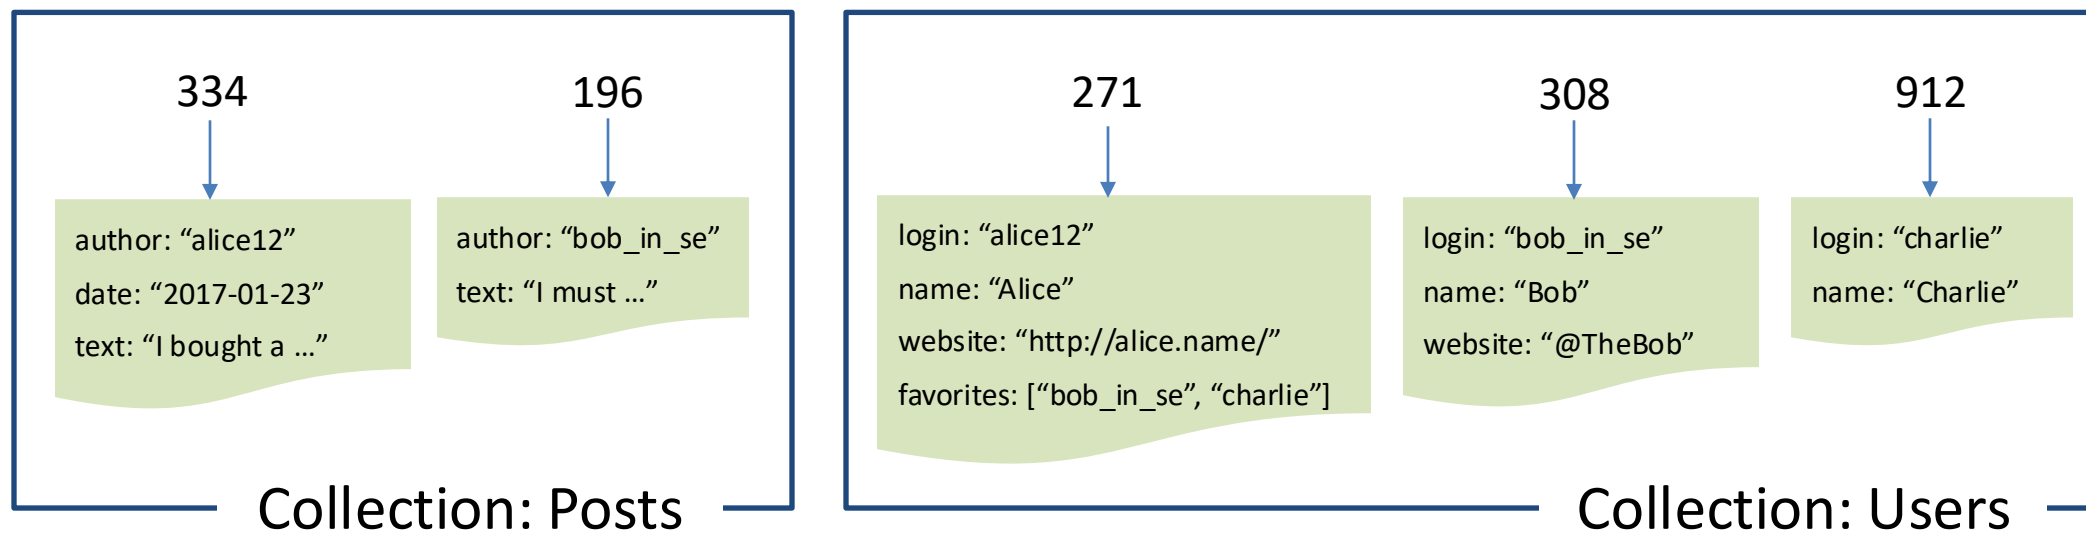 334
author: “alice12”
date: “2017-01-23”
text: “I bought a …”
196
author: “bob_in_se”
text: “I must …”
Collection: Posts
271
login: “alice12”
name: “Alice”
website: “http://alice.name/”
favorites: [“bob_in_se”, “charlie”]
308
login: “bob_in_se”
name: “Bob”
website: “@TheBob”
912
login: “charlie”
name: “Charlie”
Collection: Users